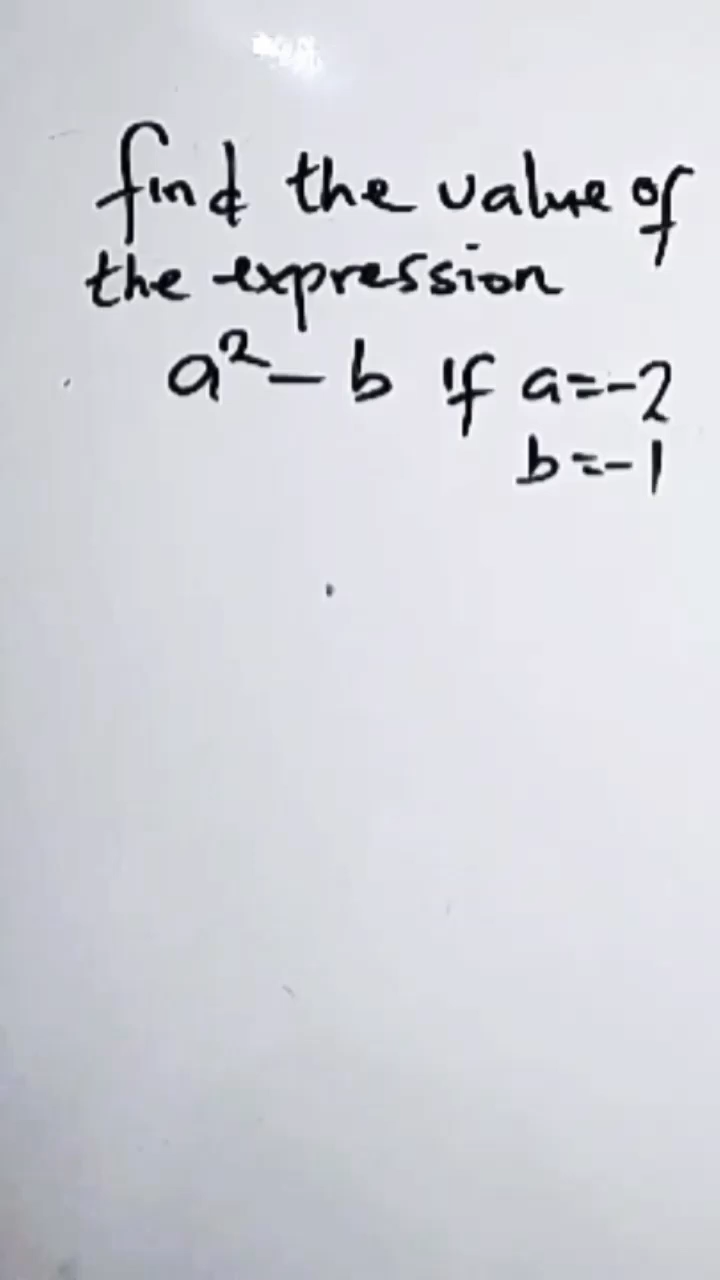 find the value of
the expression
a² - b if a=-2
b=-1